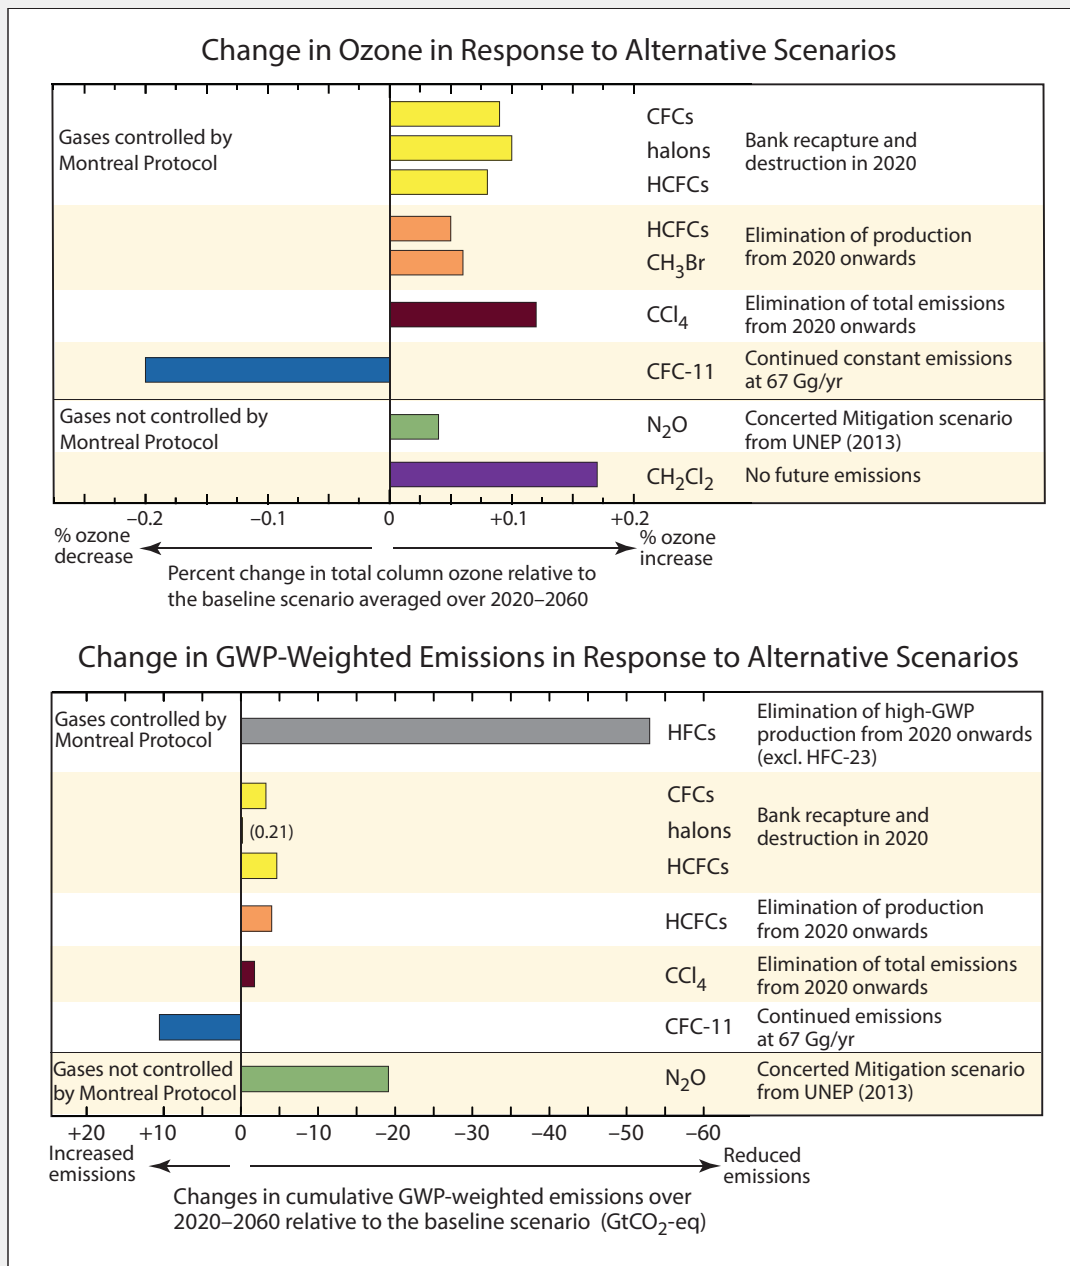 Change in Ozone in Response to Alternative Scenarios
Gases controlled by
Montreal Protocol
CFCs
halons
HCFCs
Bank recapture and
destruction in 2020
HCFCs
CH₃Br
Elimination of production
from 2020 onwards
CCl₄
Elimination of total emissions
from 2020 onwards
CFC-11
Continued constant emissions
at 67 Gg/yr
Gases not controlled by
Montreal Protocol
N₂O
Concerted Mitigation scenario
from UNEP (2013)
CH₂Cl₂
No future emissions
−0.2 −0.1 0 +0.1 +0.2
% ozone
decrease
% ozone
increase
Percent change in total column ozone relative to
the baseline scenario averaged over 2020–2060
Change in GWP-Weighted Emissions in Response to Alternative Scenarios
Gases controlled by
Montreal Protocol
HFCs
Elimination of high-GWP
production from 2020 onwards
(excl. HFC-23)
CFCs
(0.21)
halons
HCFCs
Bank recapture and
destruction in 2020
HCFCs
Elimination of production
from 2020 onwards
CCl₄
Elimination of total emissions
from 2020 onwards
CFC-11
Continued emissions
at 67 Gg/yr
Gases not controlled
by Montreal Protocol
N₂O
Concerted Mitigation scenario
from UNEP (2013)
+20 +10 0 −10 −20 −30 −40 −50 −60
Increased
emissions
Reduced
emissions
Changes in cumulative GWP-weighted emissions over
2020–2060 relative to the baseline scenario (GtCO₂-eq)